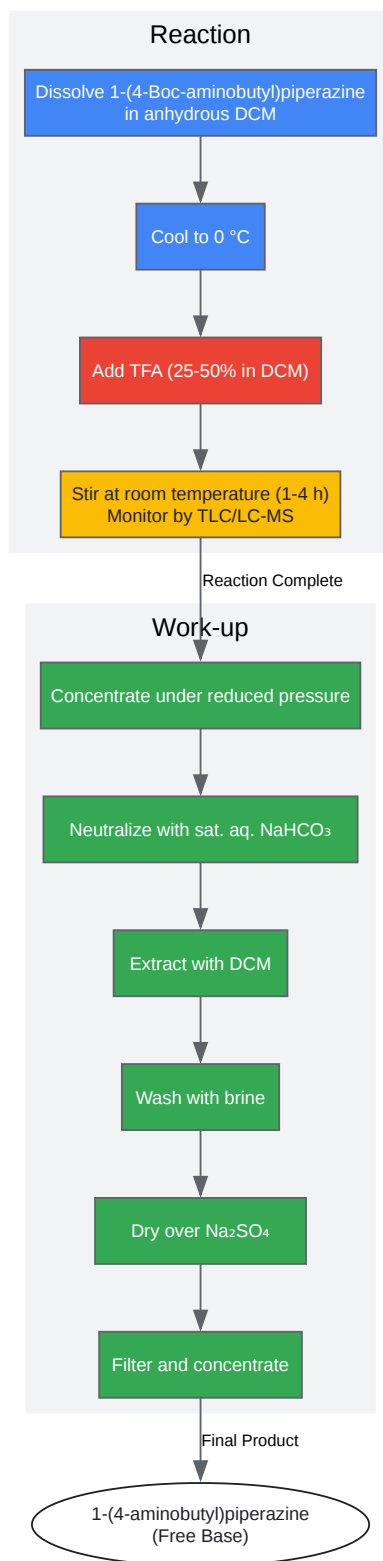 Reaction
Dissolve 1-(4-Boc-aminobutyl)piperazine
in anhydrous DCM
Cool to 0 °C
Add TFA (25-50% in DCM)
Stir at room temperature (1-4 h)
Monitor by TLC/LC-MS
Reaction Complete
Work-up
Concentrate under reduced pressure
Neutralize with sat. aq. NaHCO₃
Extract with DCM
Wash with brine
Dry over Na₂SO₄
Filter and concentrate
Final Product
1-(4-aminobutyl)piperazine
(Free Base)